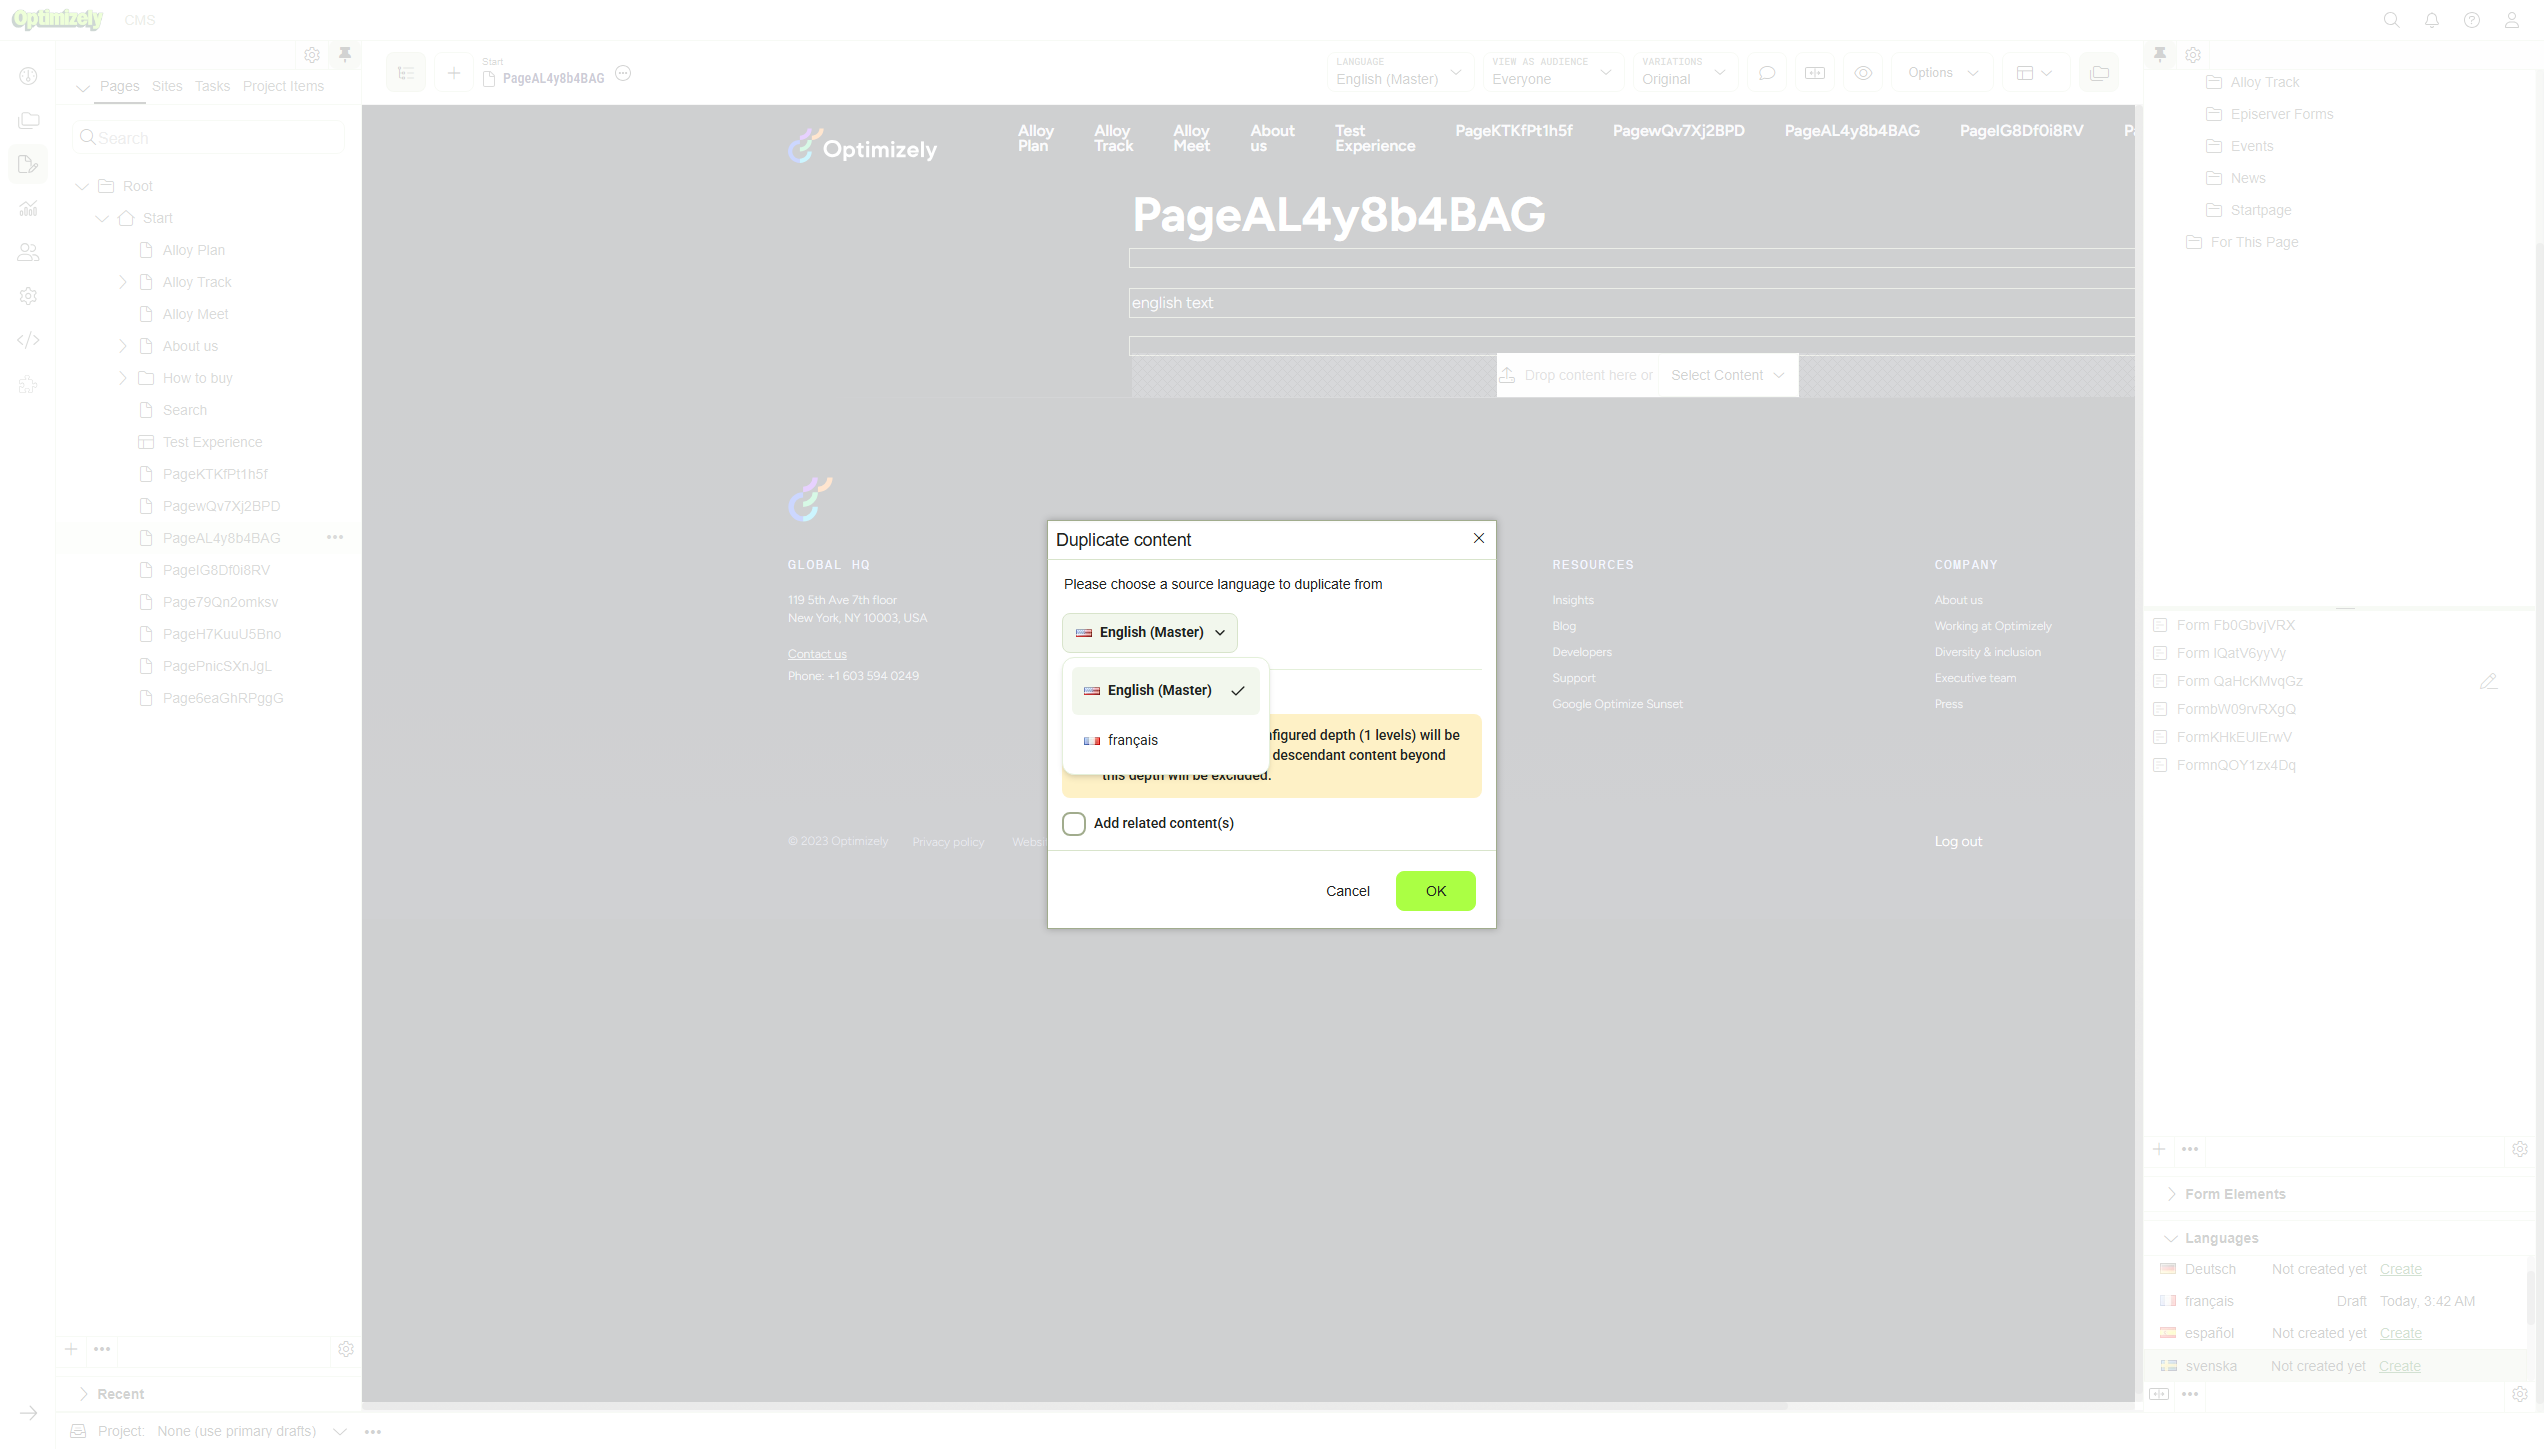 Optimizely CMS
Pages Sites Tasks Project Items
Search
Root
Start
Alloy Plan
Alloy Track
Alloy Meet
About us
How to buy
Search
Test Experience
PageKTKfPt1h5f
PagewQv7Xj2BPD
PageAL4y8b4BAG
PageIG8Df0i8RV
Page79Qn2omksv
PageH7KuuU5Bno
PagePnicSXnJgL
Page6eaGhRPggG
Recent
Project: None (use primary drafts)
Start
PageAL4y8b4BAG
LANGUAGE
English (Master)
VIEW AS AUDIENCE
Everyone
VARIATIONS
Original
Options
Optimizely
Alloy Plan
Alloy Track
Alloy Meet
About us
Test Experience
PageKTKfPt1h5f
PagewQv7Xj2BPD
PageAL4y8b4BAG
PageIG8Df0i8RV
PageAL4y8b4BAG
english text
Drop content here or Select Content
GLOBAL HQ
119 5th Ave 7th floor
New York, NY 10003, USA
Contact us
Phone: +1 603 594 0249
RESOURCES
Insights
Blog
Developers
Support
Google Optimize Sunset
COMPANY
About us
Working at Optimizely
Diversity & inclusion
Executive team
Press
© 2023 Optimizely Privacy policy
Log out
Duplicate content
Please choose a source language to duplicate from
English (Master)
English (Master)
français
depth (1 levels) will be
descendant content beyond
this depth will be excluded.
Add related content(s)
Cancel OK
Alloy Track
Episerver Forms
Events
News
Startpage
For This Page
Form Fb0GbvjVRX
Form IQatV6yyVy
Form QaHcKMvqGz
FormbW09rvRXgQ
FormKHkEUIErwV
FormnQOY1zx4Dq
Form Elements
Languages
Deutsch Not created yet Create
français Draft Today, 3:42 AM
español Not created yet Create
svenska Not created yet Create